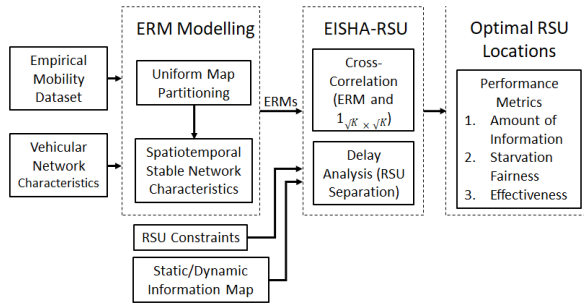 ERM Modelling
EISHA-RSU
Optimal RSU
Locations
Empirical
Mobility
Dataset
Vehicular
Network
Characteristics
Uniform Map
Partitioning
Spatiotemporal
Stable Network
Characteristics
ERMs
Cross-
Correlation
(ERM and
1√K × √K)
Delay
Analysis (RSU
Separation)
Performance
Metrics
1. Amount of
Information
2. Starvation
Fairness
3. Effectiveness
RSU Constraints
Static/Dynamic
Information Map